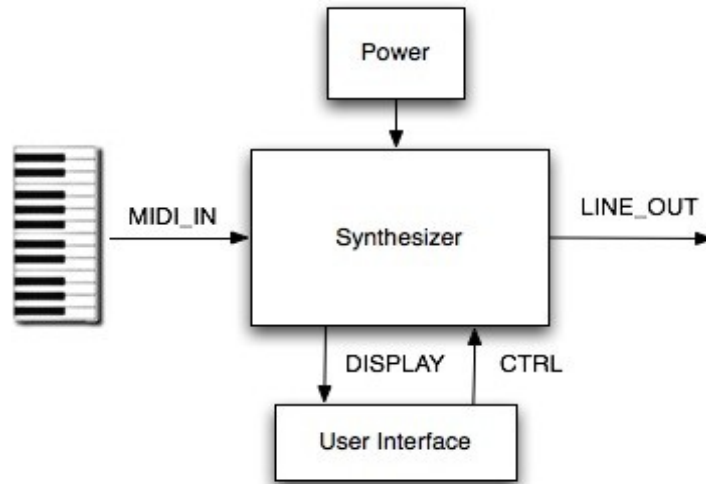 Power
MIDI_IN
Synthesizer
LINE_OUT
DISPLAY
CTRL
User Interface